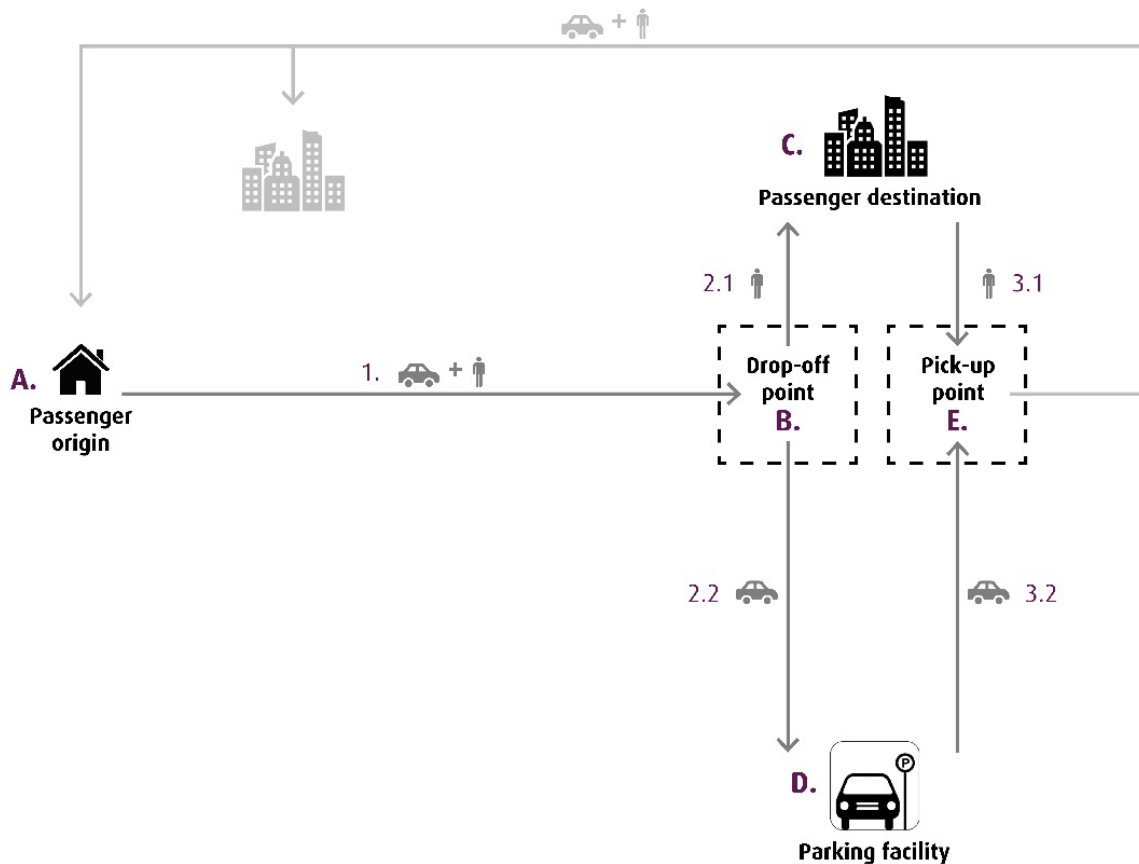 +
C.
Passenger destination
2.1
3.1
A.
Passenger
origin
1.
+
Drop-off
point
B.
Pick-up
point
E.
2.2
3.2
D.
P
Parking facility